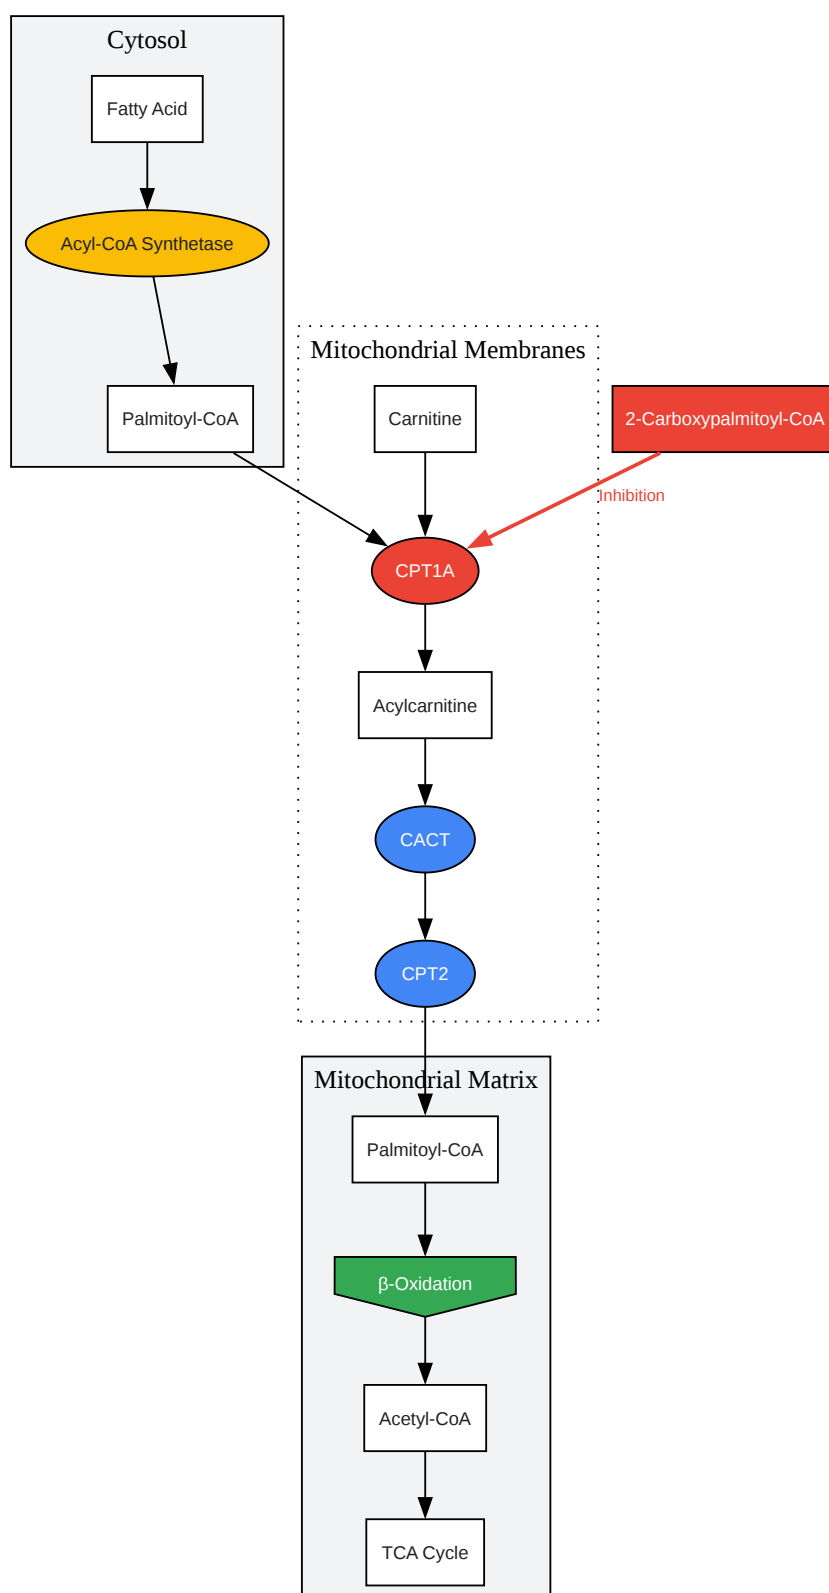 Cytosol
Fatty Acid
Acyl-CoA Synthetase
Mitochondrial Membranes
Palmitoyl-CoA
Carnitine
2-Carboxypalmitoyl-CoA
Inhibition
CPT1A
Acylcarnitine
CACT
CPT2
Mitochondrial Matrix
Palmitoyl-CoA
β-Oxidation
Acetyl-CoA
TCA Cycle